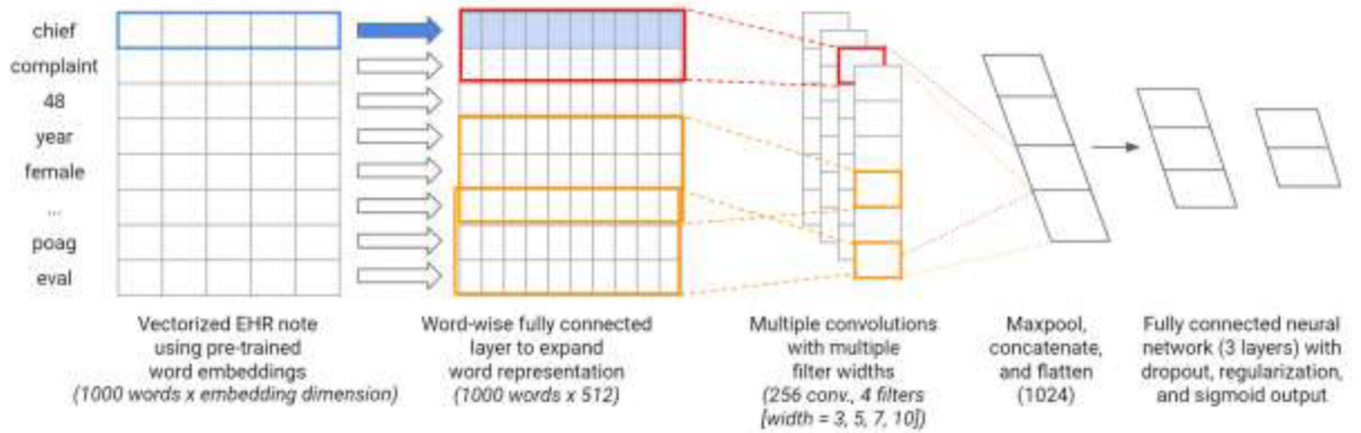 chief
complaint
48
year
female
...
poag
eval
Vectorized EHR note
using pre-trained
word embeddings
(1000 words x embedding dimension)
Word-wise fully connected
layer to expand
word representation
(1000 words x 512)
Multiple convolutions
with multiple
filter widths
(256 conv., 4 filters
[width = 3, 5, 7, 10])
Maxpool,
concatenate,
and flatten
(1024)
Fully connected neural
network (3 layers) with
dropout, regularization,
and sigmoid output